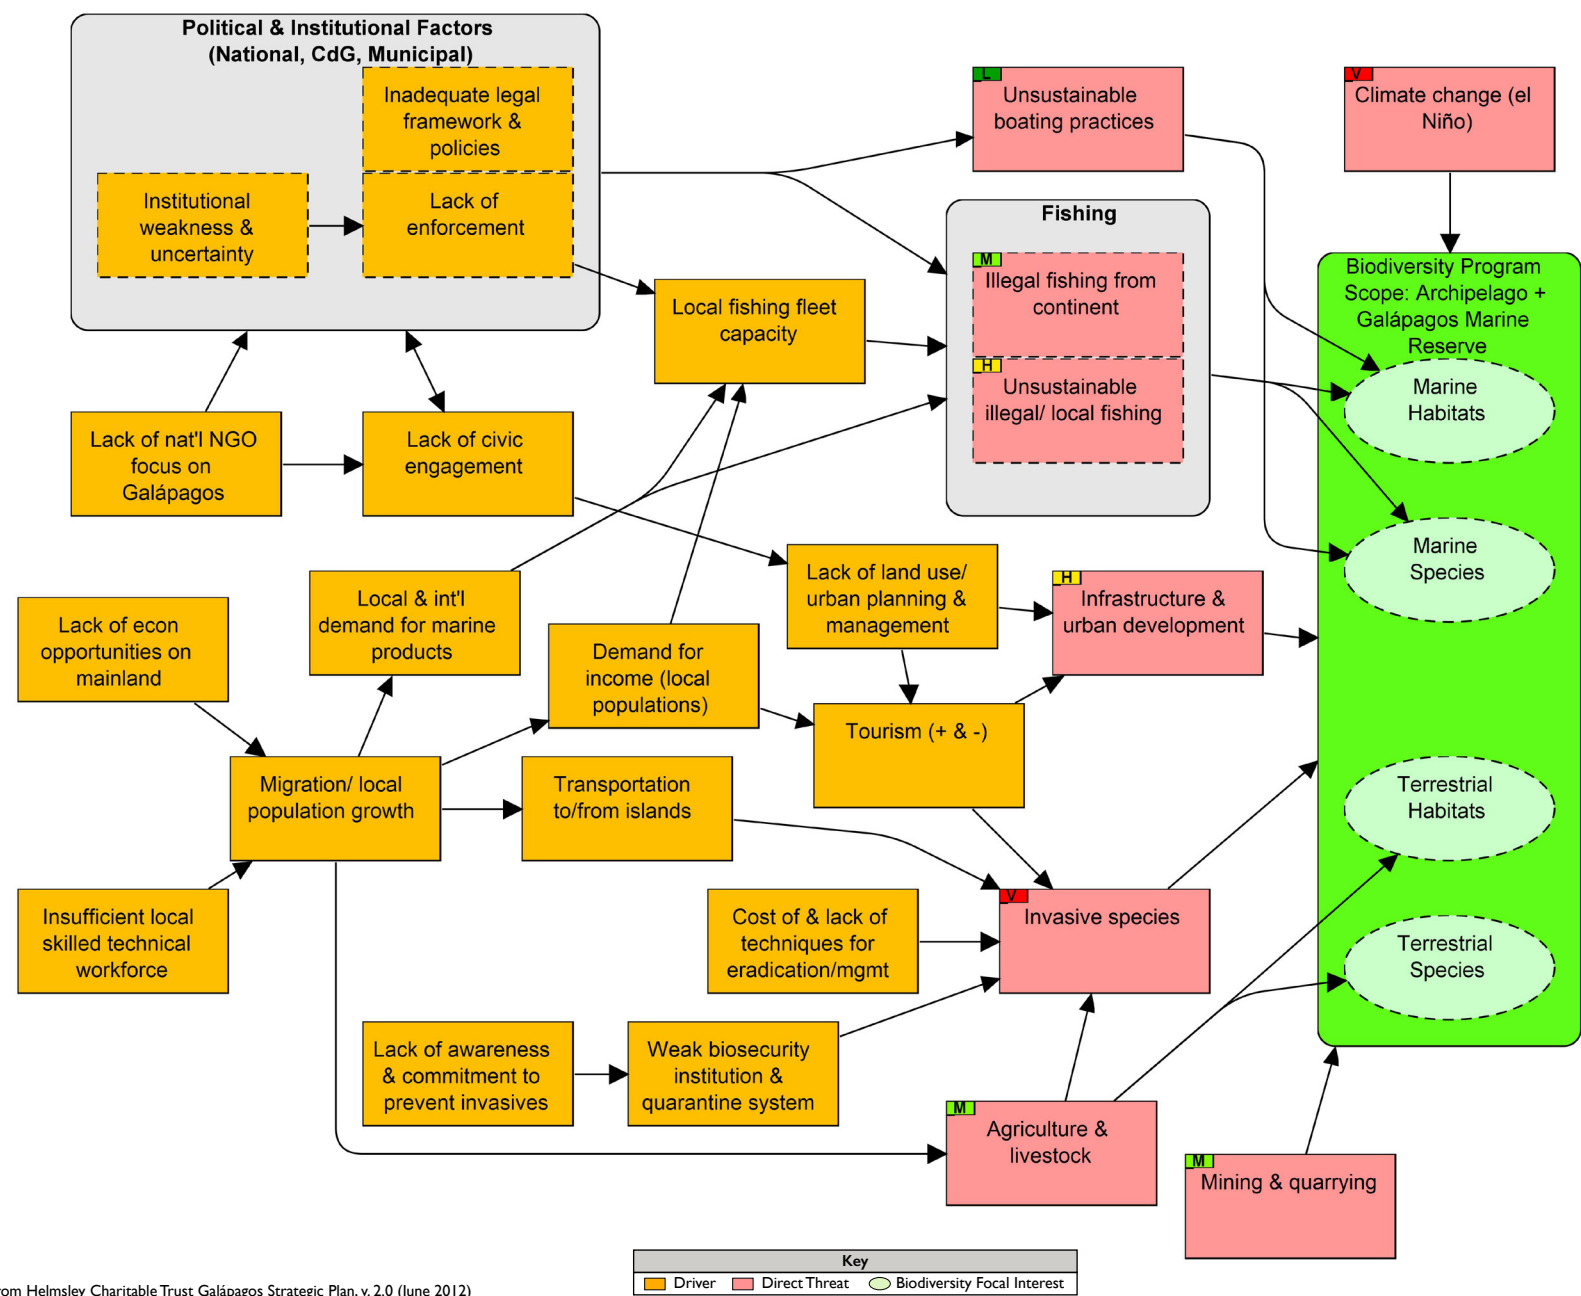 Political & Institutional Factors
(National, CdG, Municipal)
Inadequate legal
framework &
policies
Institutional
weakness &
uncertainty
Lack of
enforcement
L
Unsustainable
boating practices
V
Climate change (el
Niño)
Fishing
M
Illegal fishing from
continent
H
Unsustainable
illegal/ local fishing
Local fishing fleet
capacity
Biodiversity Program
Scope: Archipelago +
Galápagos Marine
Reserve
Marine
Habitats
Marine
Species
Terrestrial
Habitats
Terrestrial
Species
Lack of nat'l NGO
focus on
Galápagos
Lack of civic
engagement
Lack of land use/
urban planning &
management
H
Infrastructure &
urban development
Local & int'l
demand for marine
products
Lack of econ
opportunities on
mainland
Demand for
income (local
populations)
Tourism (+ & -)
Migration/ local
population growth
Transportation
to/from islands
Insufficient local
skilled technical
workforce
Cost of & lack of
techniques for
eradication/mgmt
V
Invasive species
Lack of awareness
& commitment to
prevent invasives
Weak biosecurity
institution &
quarantine system
M
Agriculture &
livestock
M
Mining & quarrying
Key
Driver Direct Threat Biodiversity Focal Interest
om Helmsley Charitable Trust Galápagos Strategic Plan, v. 2.0 (June 2012)